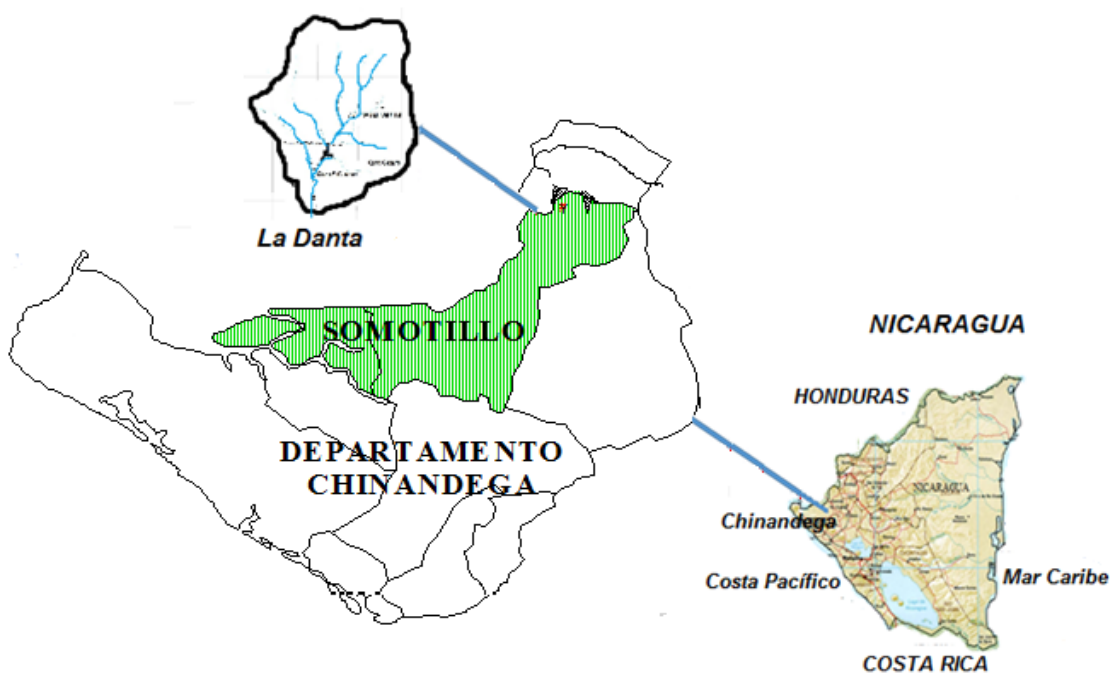 La Danta
SOMOTILLO
DEPARTAMENTO
CHINANDEGA
NICARAGUA
HONDURAS
NICARAGUA
Chinandega
Costa Pacífico
Mar Caribe
COSTA RICA